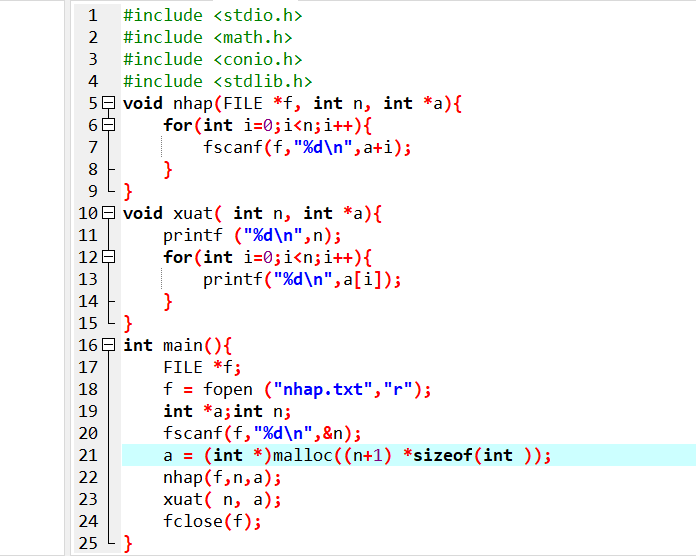 1 #include <stdio.h>
2 #include <math.h>
3 #include <conio.h>
4 #include <stdlib.h>
5 void nhap(FILE *f, int n, int *a){
6     for(int i=0;i<n;i++){
7         fscanf(f,"%d\n",a+i);
8     }
9 }
10 void xuat( int n, int *a){
11     printf ("%d\n",n);
12     for(int i=0;i<n;i++){
13         printf("%d\n",a[i]);
14     }
15 }
16 int main(){
17     FILE *f;
18     f = fopen ("nhap.txt","r");
19     int *a;int n;
20     fscanf(f,"%d\n",&n);
21     a = (int *)malloc((n+1) *sizeof(int ));
22     nhap(f,n,a);
23     xuat( n, a);
24     fclose(f);
25 }